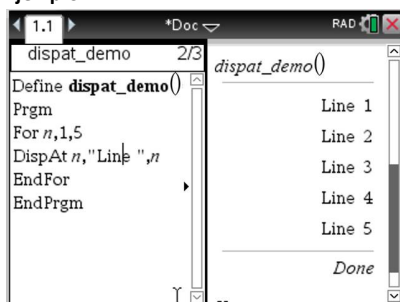 1.1 *Doc RAD
dispat_demo 2/3
Define dispat_demo()
Prgm
For n,1,5
DispAt n,"Line ",n
EndFor
EndPrgm
dispat_demo()
Line 1
Line 2
Line 3
Line 4
Line 5
Done